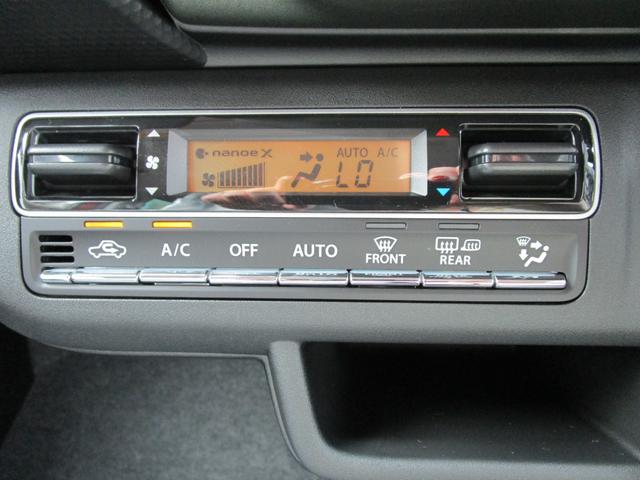 nanoe X
AUTO A/C
LO
A/C
OFF
AUTO
FRONT
REAR